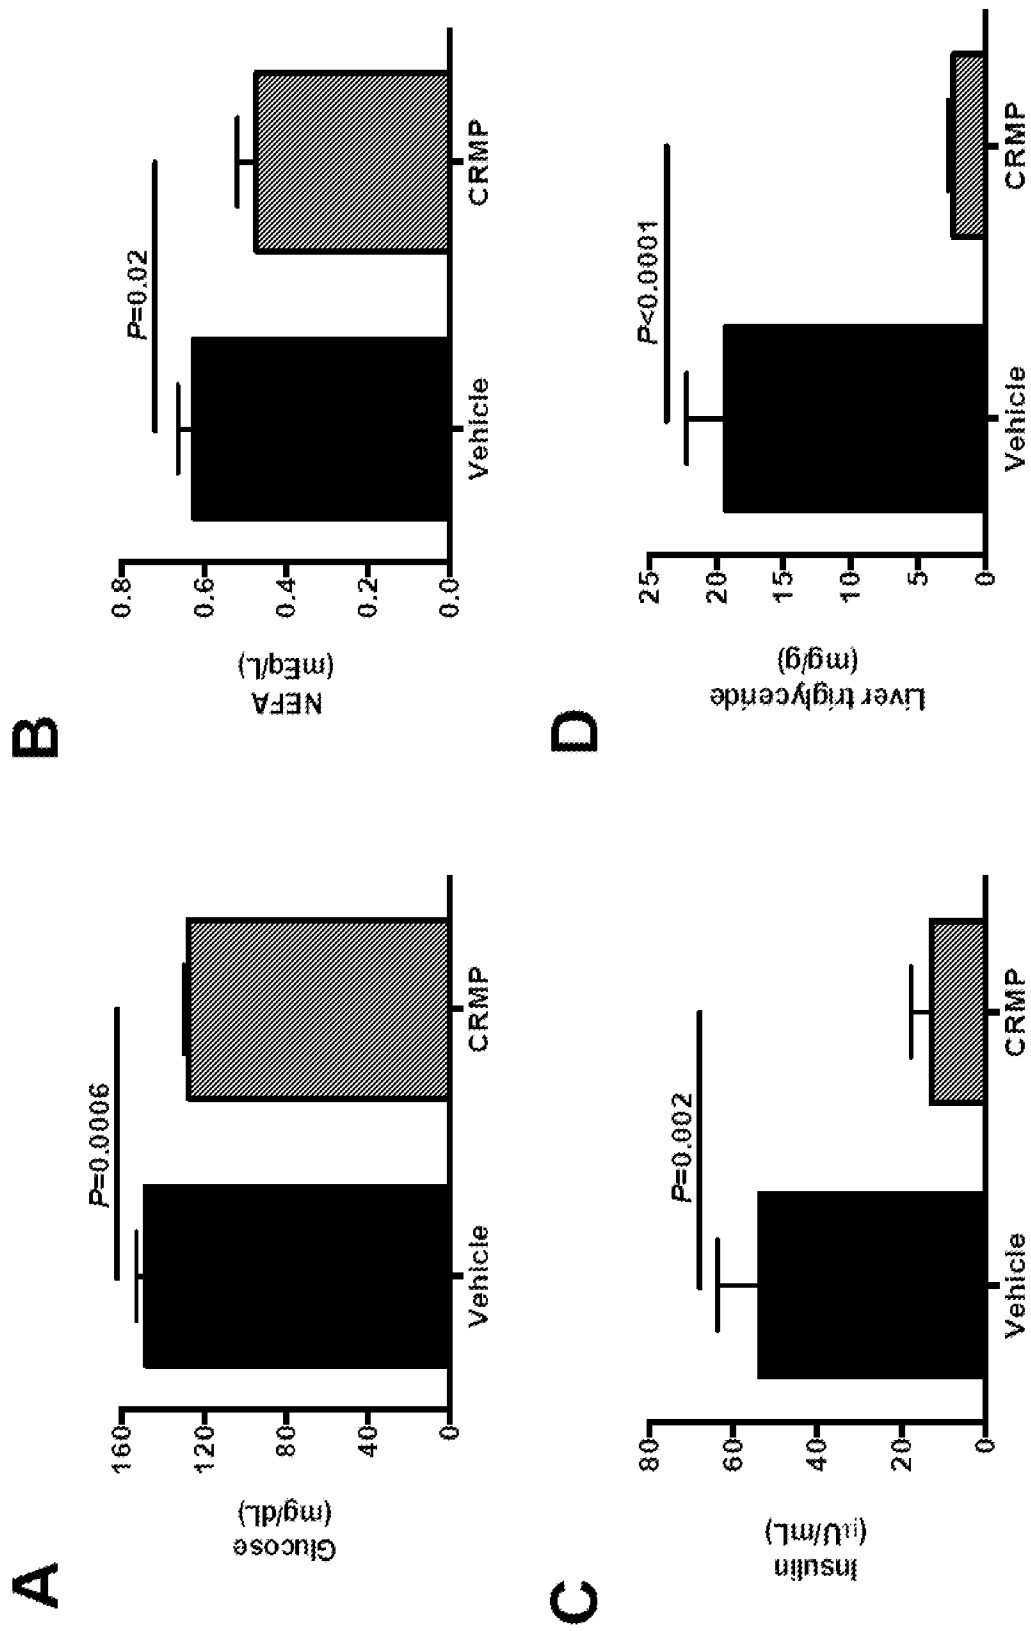 A
Glucose
(mg/dL)
160
120
80
40
0
P=0.0006
Vehicle
CRMP
B
NEFA
(mEq/L)
0.8
0.6
0.4
0.2
0.0
P=0.02
Vehicle
CRMP
C
Insulin
(μU/mL)
80
60
40
20
0
P=0.002
Vehicle
CRMP
D
Liver triglyceride
(mg/g)
25
20
15
10
5
0
P<0.0001
Vehicle
CRMP